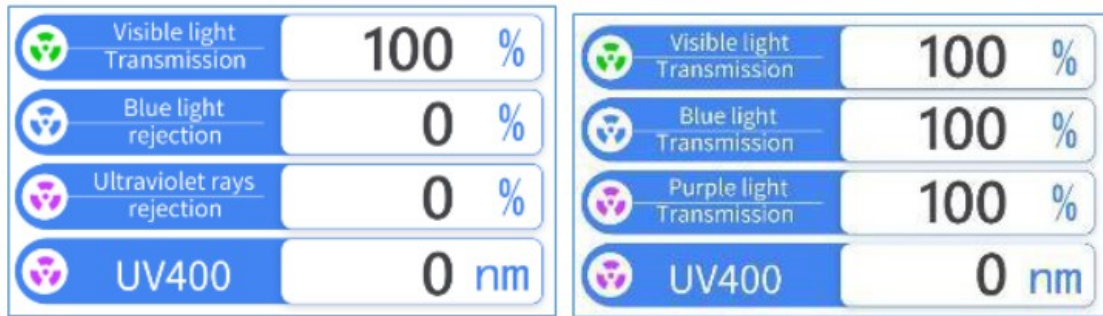 Visible light
Transmission
100 %
Blue light
rejection
0 %
Ultraviolet rays
rejection
0 %
UV400
0 nm
Visible light
Transmission
100 %
Blue light
Transmission
100 %
Purple light
Transmission
100 %
UV400
0 nm